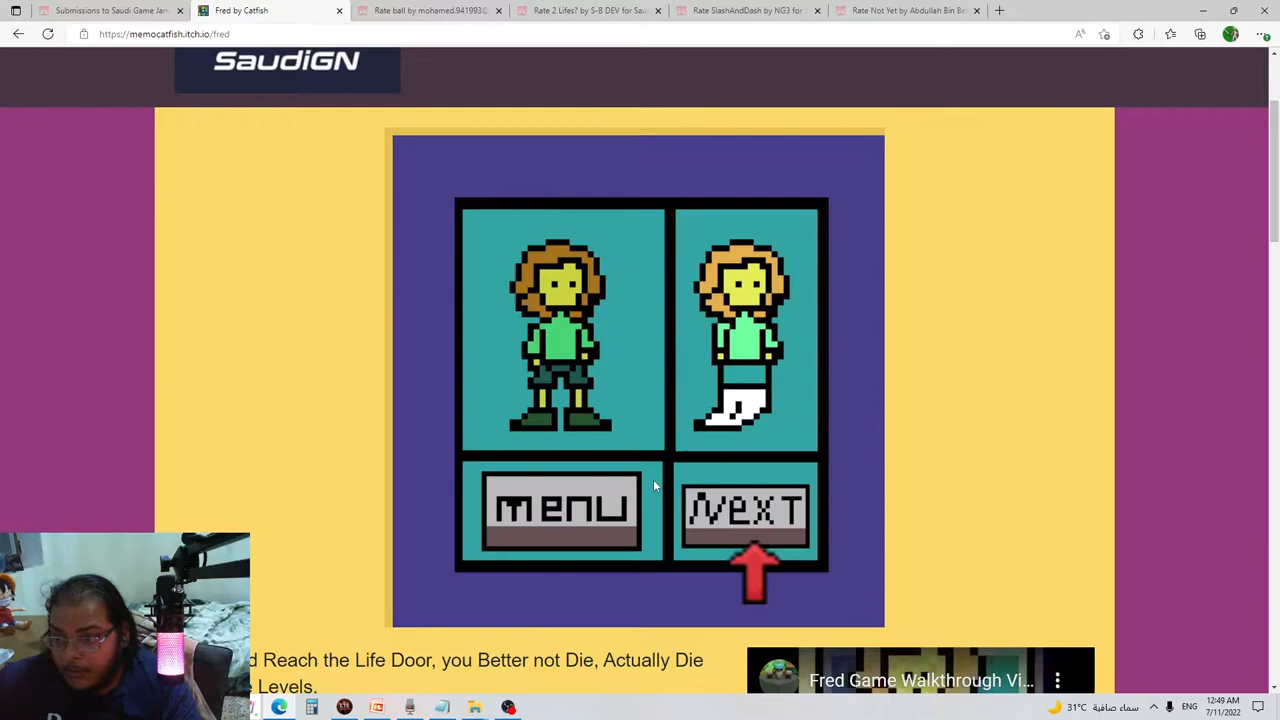 Submissions to Saudi Game Jam
Fred by Catfish
Rate ball by mohamed.941993@
Rate 2 Lifes? by S-B DEV for Sau
Rate SlashAndDash by NG3 for S
Rate Not Yet by Abdullah Bin Be
https://memocatfish.itch.io/fred
SaudiGN
menu
Next
d Reach the Life Door, you Better not Die, Actually Die
Levels.
Fred Game Walkthrough Vi...
31°C سماء صافية
ENG
12:49 AM
7/11/2022